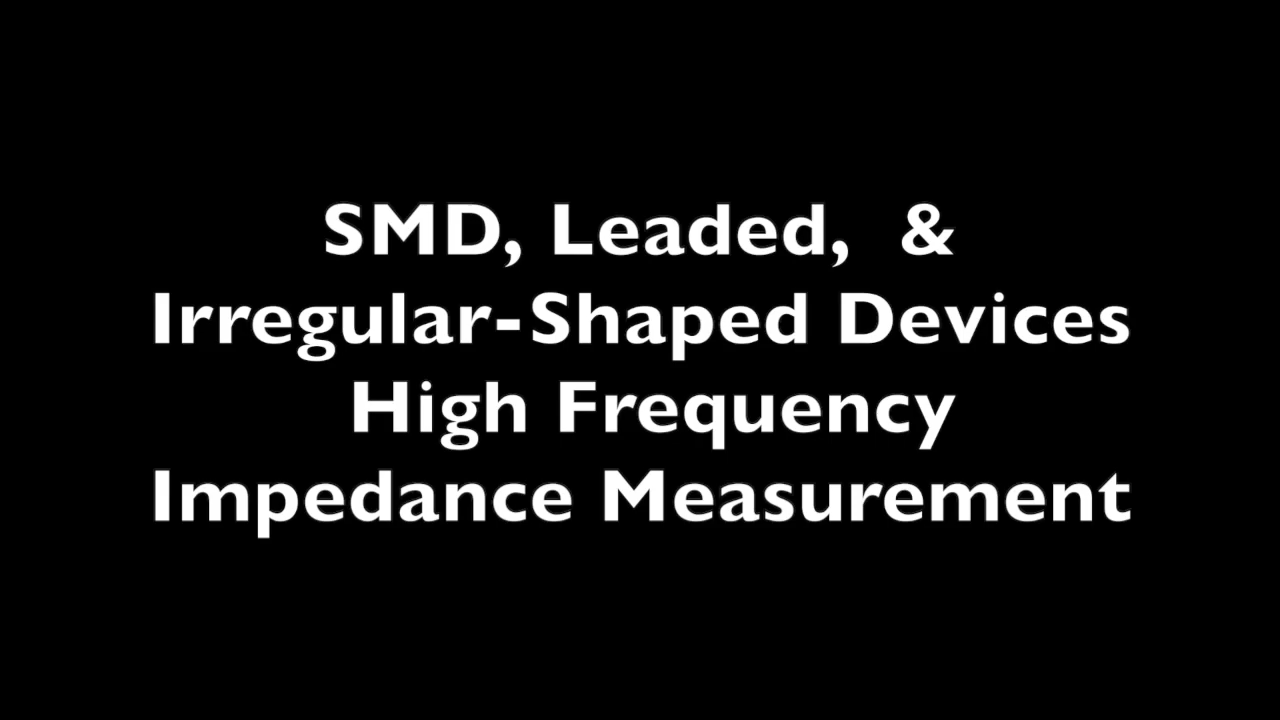 SMD, Leaded, &
Irregular-Shaped Devices
High Frequency
Impedance Measurement